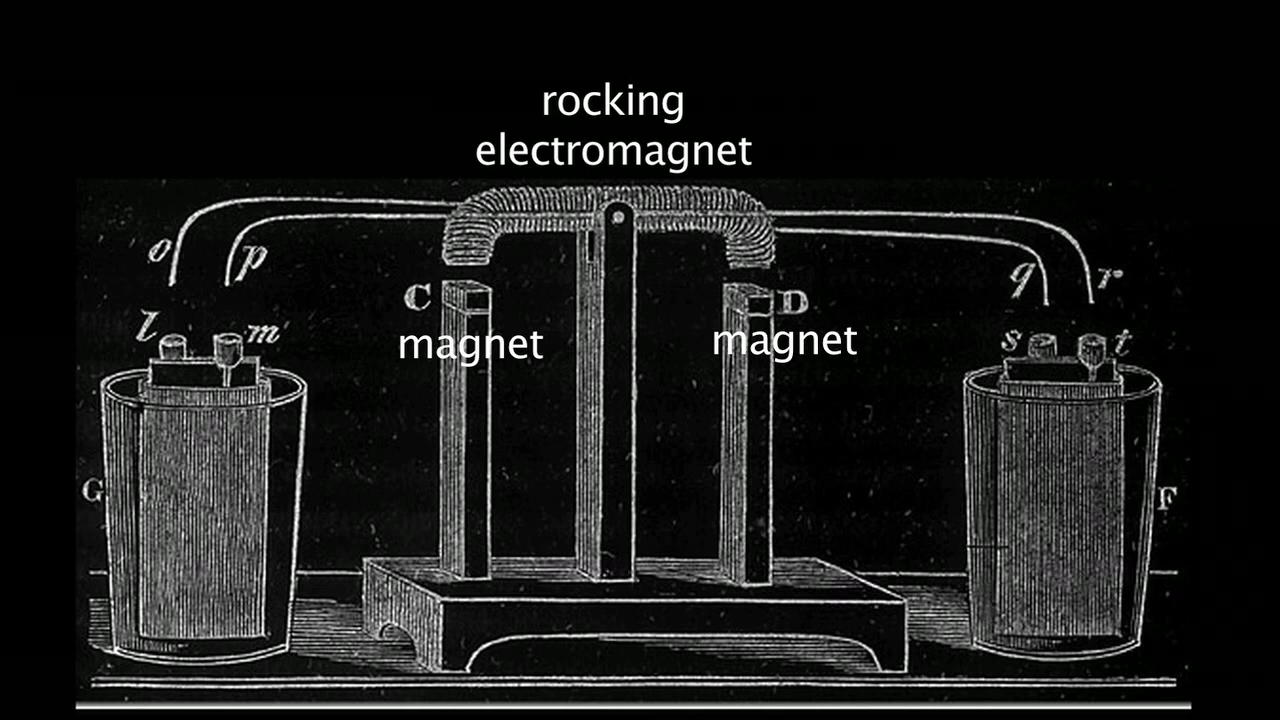 rocking
electromagnet
o p q r
C D
l m magnet magnet s t
G F